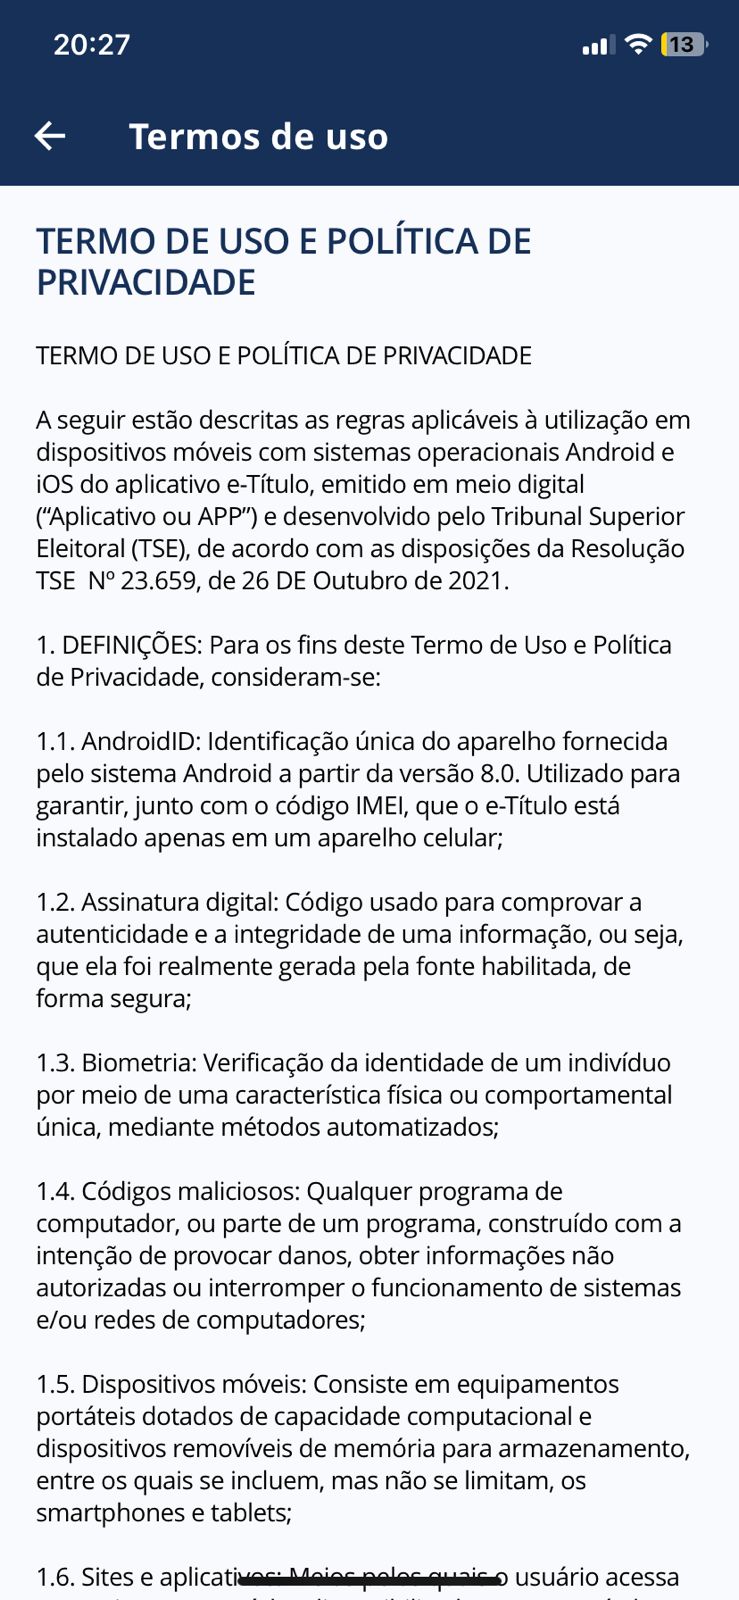 20:27
13
Termos de uso
TERMO DE USO E POLÍTICA DE
PRIVACIDADE
TERMO DE USO E POLÍTICA DE PRIVACIDADE
A seguir estão descritas as regras aplicáveis à utilização em
dispositivos móveis com sistemas operacionais Android e
iOS do aplicativo e-Título, emitido em meio digital
(“Aplicativo ou APP”) e desenvolvido pelo Tribunal Superior
Eleitoral (TSE), de acordo com as disposições da Resolução
TSE  Nº 23.659, de 26 DE Outubro de 2021.
1. DEFINIÇÕES: Para os fins deste Termo de Uso e Política
de Privacidade, consideram-se:
1.1. AndroidID: Identificação única do aparelho fornecida
pelo sistema Android a partir da versão 8.0. Utilizado para
garantir, junto com o código IMEI, que o e-Título está
instalado apenas em um aparelho celular;
1.2. Assinatura digital: Código usado para comprovar a
autenticidade e a integridade de uma informação, ou seja,
que ela foi realmente gerada pela fonte habilitada, de
forma segura;
1.3. Biometria: Verificação da identidade de um indivíduo
por meio de uma característica física ou comportamental
única, mediante métodos automatizados;
1.4. Códigos maliciosos: Qualquer programa de
computador, ou parte de um programa, construído com a
intenção de provocar danos, obter informações não
autorizadas ou interromper o funcionamento de sistemas
e/ou redes de computadores;
1.5. Dispositivos móveis: Consiste em equipamentos
portáteis dotados de capacidade computacional e
dispositivos removíveis de memória para armazenamento,
entre os quais se incluem, mas não se limitam, os
smartphones e tablets;
1.6. Sites e aplicativos: Meios pelos quais o usuário acessa